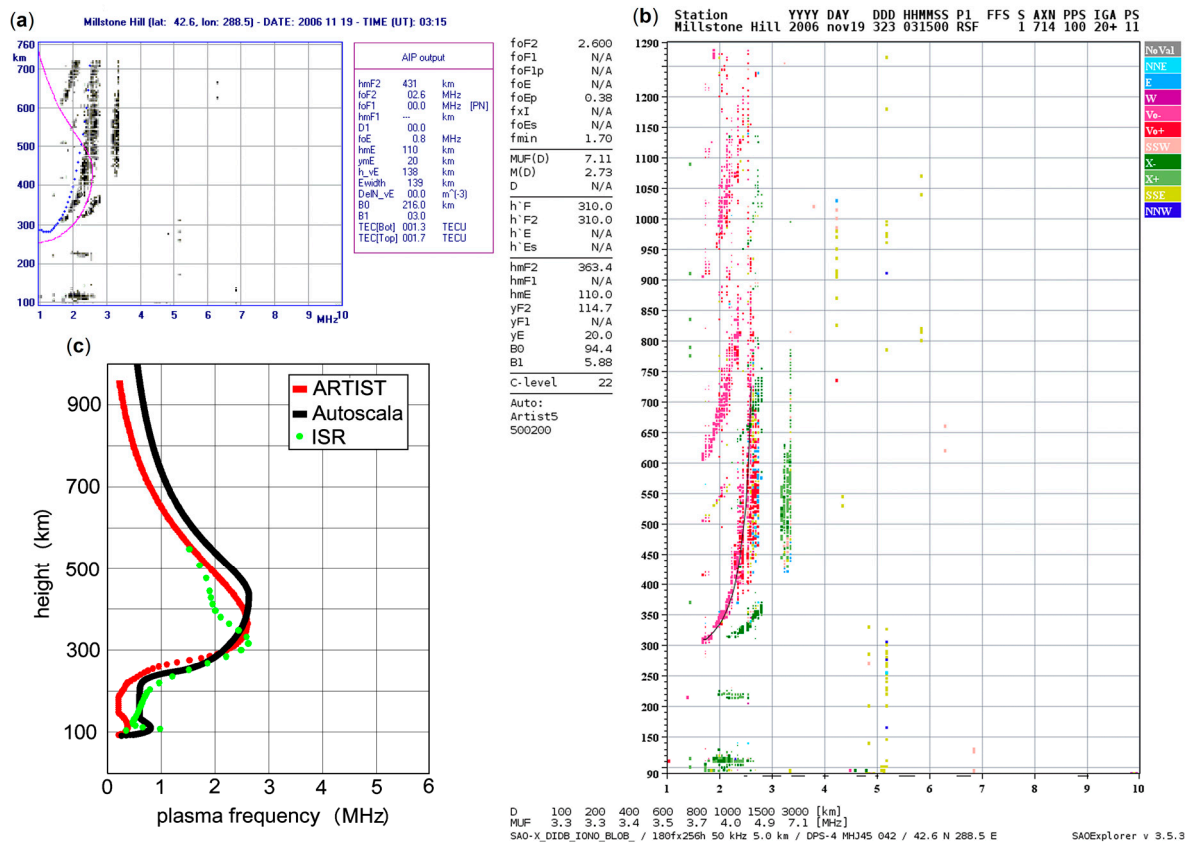 (a)
Millstone Hill (lat: 42.6, lon: 288.5) - DATE: 2006 11 19 - TIME (UT): 03:15
760
km
700
600
500
400
300
200
100
1 2 3 4 5 6 7 8 9 10
MHz
AIP output
hmF2 431 km
foF2 02.6 MHz
foF1 00.0 MHz [PN]
hmF1 --- km
D1 00.0
foE 0.8 MHz
hmE 110 km
ymE 20 km
h_vE 138 km
Ewidth 139 km
DelN_vE 00.0 m^(-3)
B0 216.0 km
B1 03.0
TEC[Bot] 001.3 TECU
TEC[Top] 001.7 TECU
foF2 2.600
foF1 N/A
foF1p N/A
foE N/A
foEp 0.38
fxI N/A
foEs N/A
fmin 1.70
MUF(D) 7.11
M(D) 2.73
D N/A
h`F 310.0
h`F2 310.0
h`E N/A
h`Es N/A
hmF2 363.4
hmF1 N/A
hmE 110.0
yF2 114.7
yF1 N/A
yE 20.0
B0 94.4
B1 5.88
C-level 22
Auto:
Artist5
500200
(b)
Station YYYY DAY DDD HHMMSS P1 FFS S AXN PPS IGA PS
Millstone Hill 2006 nov19 323 031500 RSF 1 714 100 20+ 11
1290
1200
1150
1100
1050
1000
950
900
850
800
750
700
650
600
550
500
450
400
350
300
250
200
150
90
1 2 3 4 5 6 7 8 9 10
NoVal
NNE
E
W
Vo-
Vo+
SSW
X-
X+
SSE
NNW
D 100 200 400 600 800 1000 1500 3000 [km]
MUF 3.3 3.3 3.4 3.5 3.7 4.0 4.9 7.1 [MHz]
SAO-X_DIDB_IONO_BLOB_ / 180fx256h 50 kHz 5.0 km / DPS-4 MHJ45 042 / 42.6 N 288.5 E
SAOExplorer v 3.5.3
(c)
ARTIST
Autoscala
ISR
height (km)
900
700
500
300
100
0 1 2 3 4 5 6
plasma frequency (MHz)